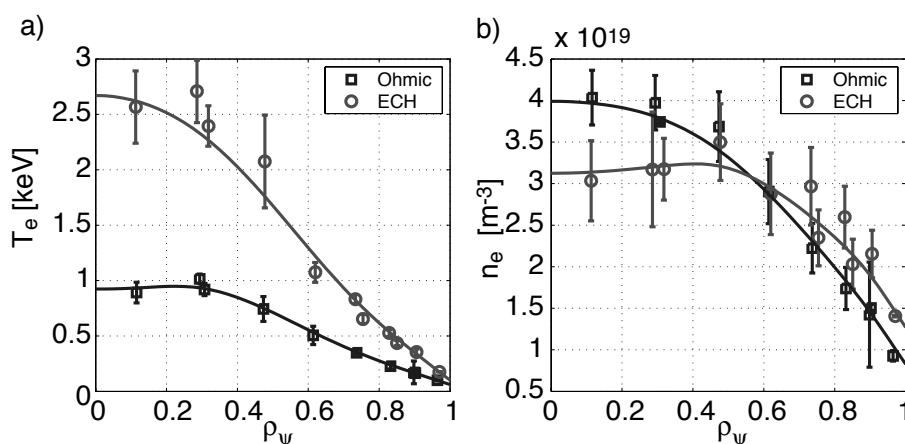 a)
T_e [keV]
3
2.5
2
1.5
1
0.5
0
0 0.2 0.4 0.6 0.8 1
ρ_ψ
Ohmic
ECH
b)
x 10^19
n_e [m^-3]
4.5
4
3.5
3
2.5
2
1.5
1
0.5
0 0.2 0.4 0.6 0.8 1
ρ_ψ
Ohmic
ECH